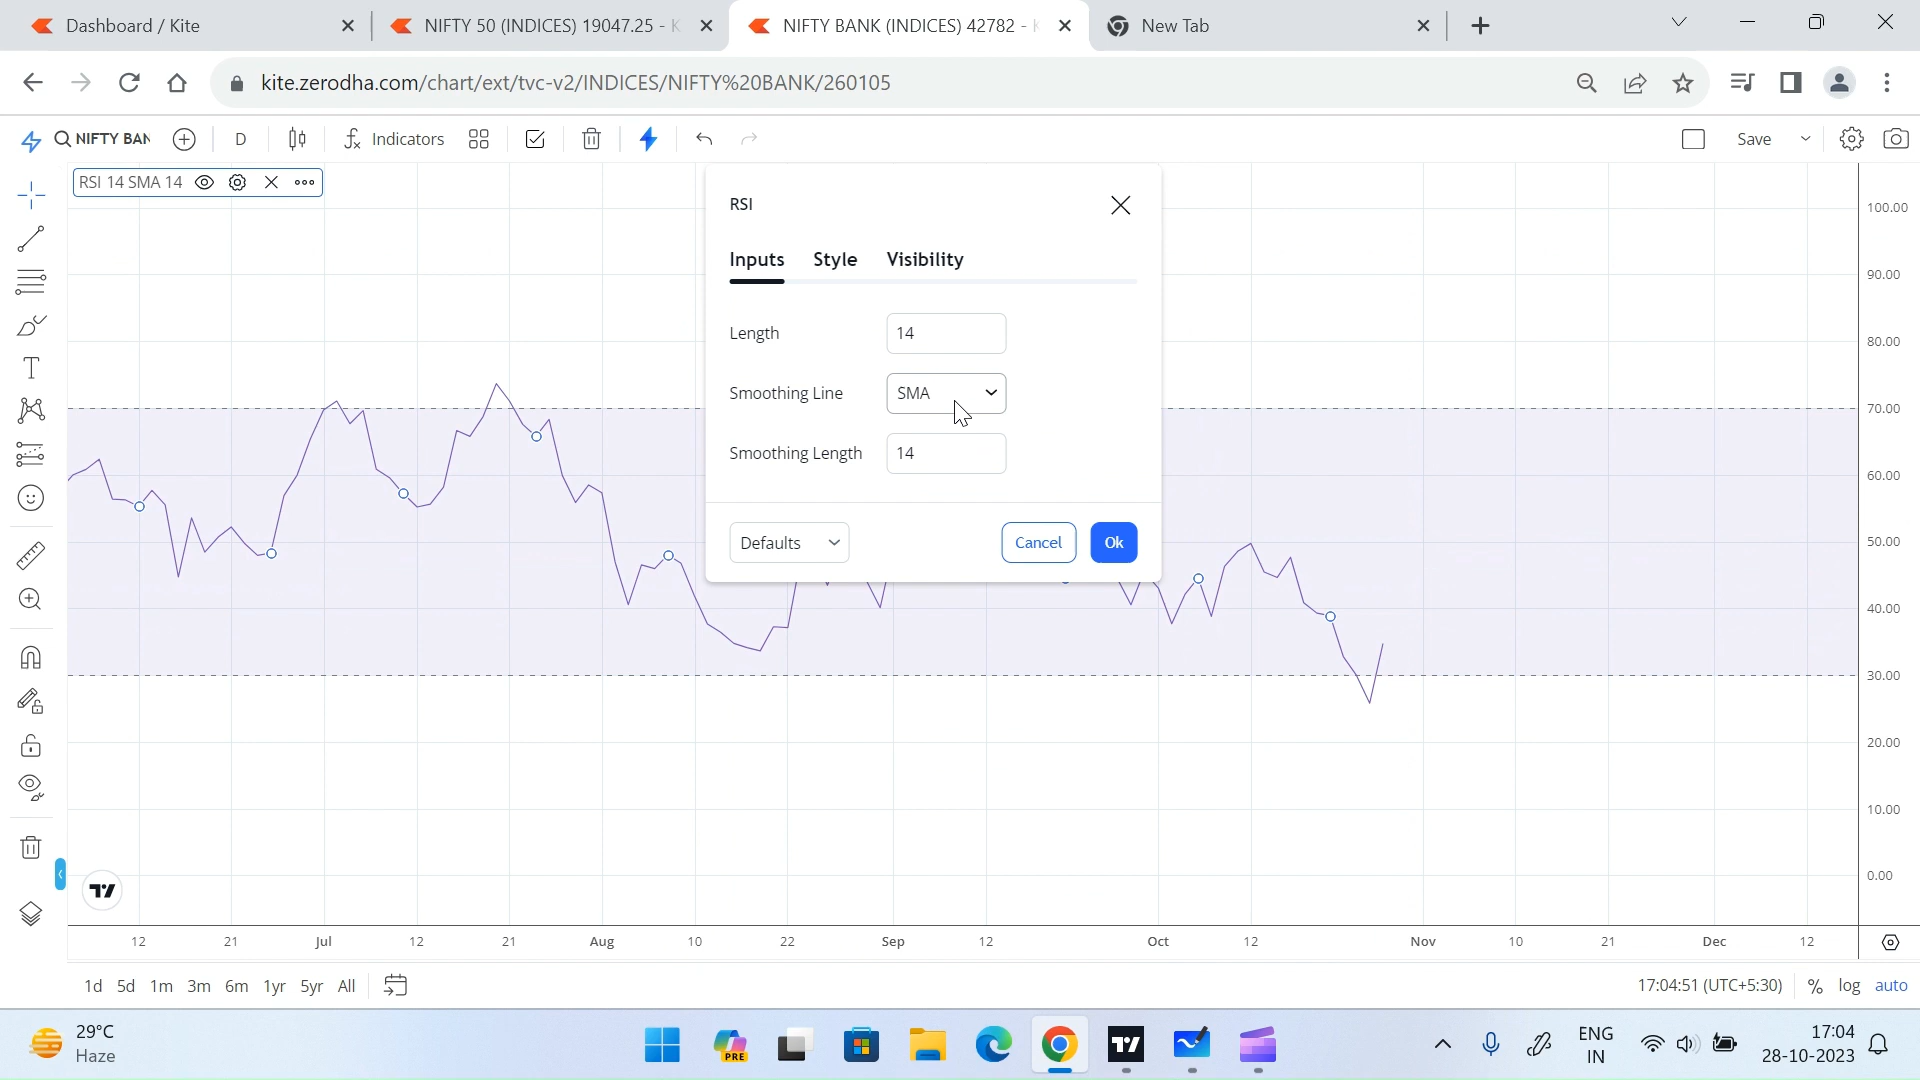 Dashboard / Kite
NIFTY 50 (INDICES) 19047.25 - K
NIFTY BANK (INDICES) 42782 - K
New Tab
kite.zerodha.com/chart/ext/tvc-v2/INDICES/NIFTY%20BANK/260105
NIFTY BAN
D
Indicators
Save
RSI 14 SMA 14
RSI
Inputs Style Visibility
Length 14
Smoothing Line SMA
Smoothing Length 14
Defaults Cancel Ok
100.00
90.00
80.00
70.00
60.00
50.00
40.00
30.00
20.00
10.00
0.00
12 21 Jul 12 21 Aug 10 22 Sep 12 Oct 12 Nov 10 21 Dec 12
1d 5d 1m 3m 6m 1yr 5yr All
17:04:51 (UTC+5:30) % log auto
29°C
Haze
PRE
ENG
IN
17:04
28-10-2023